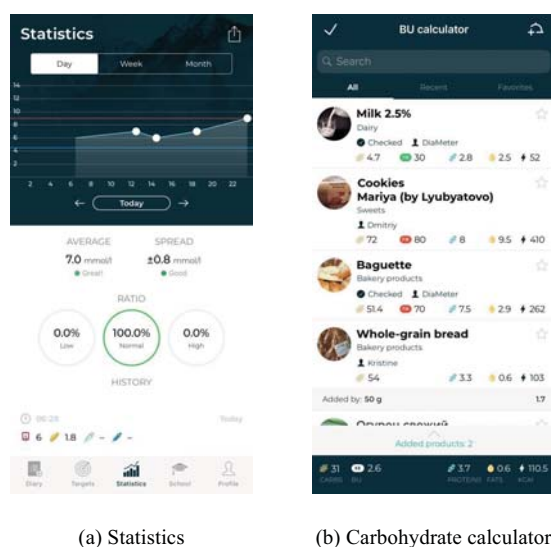 Statistics
Day Week Month
14
12
10
8
6
4
2
2 4 6 8 10 12 14 16 18 20 22
← Today →
AVERAGE SPREAD
7.0 mmol/l ±0.8 mmol/l
Great! Good
RATIO
0.0% 100.0% 0.0%
Low Normal High
HISTORY
06:28 Today
6 1.8 – –
Diary Targets Statistics School Profile
(a) Statistics
BU calculator
Search
All Recent Favorites
Milk 2.5%
Dairy
Checked DiaMeter
4.7 30 2.8 2.5 52
Cookies
Mariya (by Lyubyatovo)
Sweets
Dmitriy
72 80 8 9.5 410
Baguette
Bakery products
Checked DiaMeter
51.4 70 7.5 2.9 262
Whole-grain bread
Bakery products
Kristine
54 3.3 0.6 103
Added by: 50 g 1.7
Огурец свежий
Added products: 2
31 2.6 3.7 0.6 110.5
CARBS BU PROTEINS FATS KCAL
(b) Carbohydrate calculator